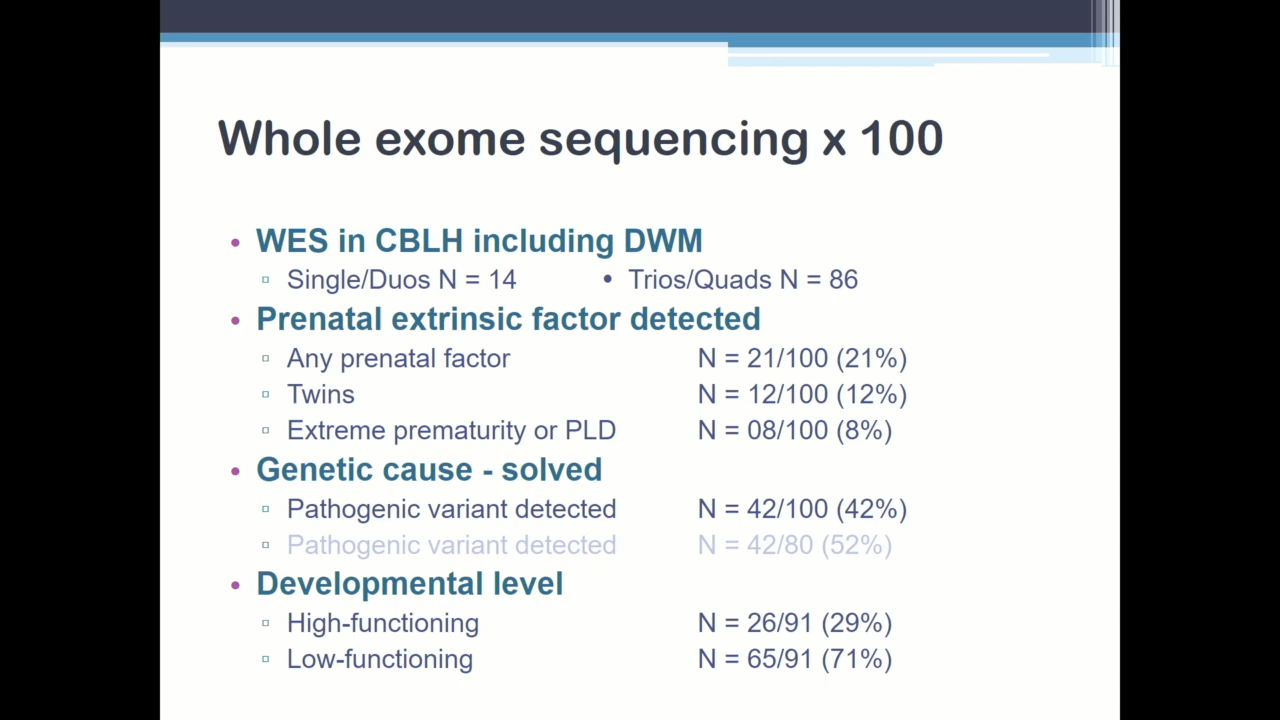 Whole exome sequencing x 100
• WES in CBLH including DWM
▫ Single/Duos N = 14 • Trios/Quads N = 86
• Prenatal extrinsic factor detected
▫ Any prenatal factor N = 21/100 (21%)
▫ Twins N = 12/100 (12%)
▫ Extreme prematurity or PLD N = 08/100 (8%)
• Genetic cause - solved
▫ Pathogenic variant detected N = 42/100 (42%)
▫ Pathogenic variant detected N = 42/80 (52%)
• Developmental level
▫ High-functioning N = 26/91 (29%)
▫ Low-functioning N = 65/91 (71%)